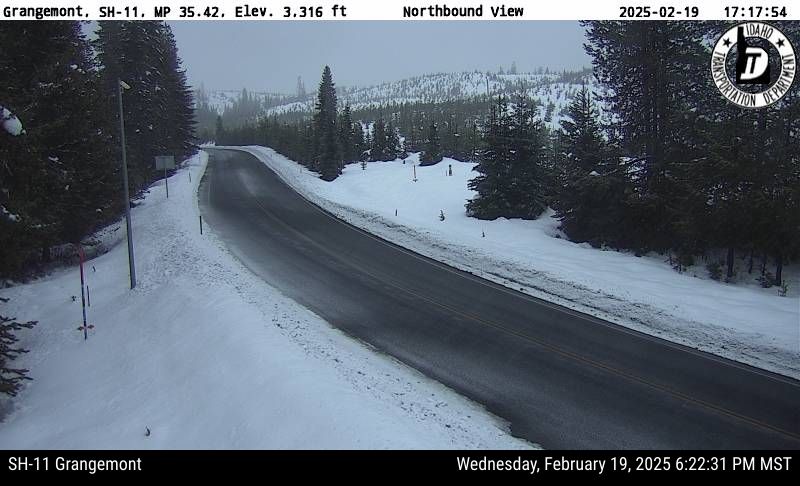 Grangemont, SH-11, MP 35.42, Elev. 3,316 ft Northbound View 2025-02-19 17:17:54
IDAHO
TRANSPORTATION DEPARTMENT
SH-11 Grangemont Wednesday, February 19, 2025 6:22:31 PM MST